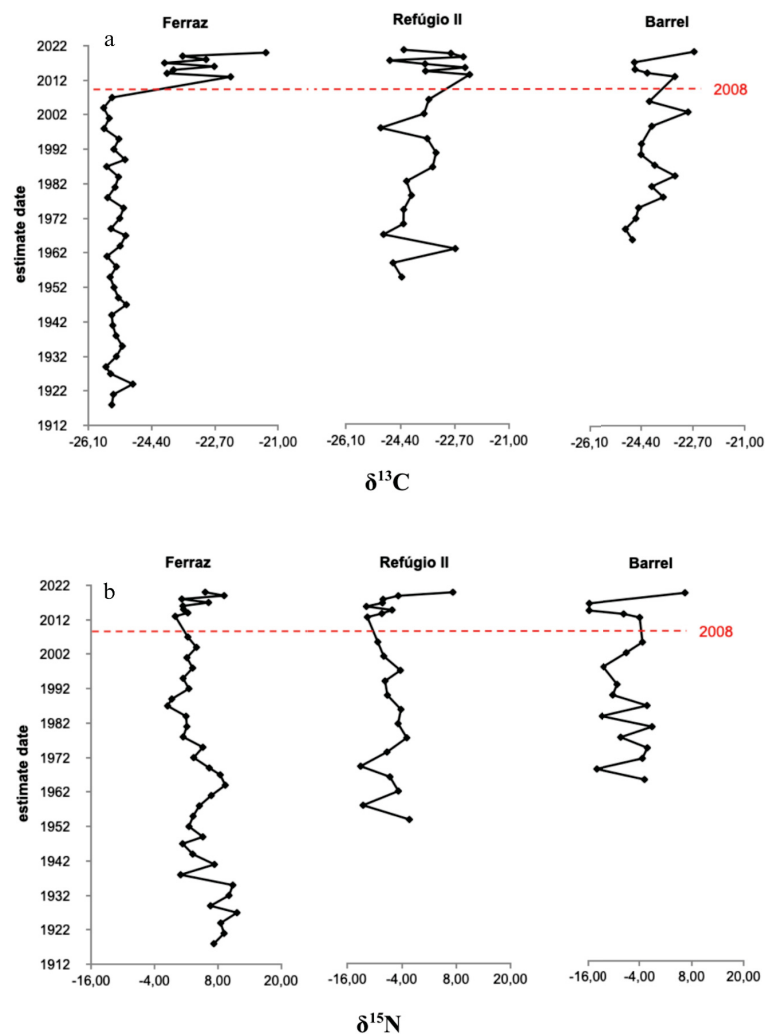 a
Ferraz Refúgio II Barrel
2022
2012
2008
2002
1992
1982
1972
1962
1952
1942
1932
1922
1912
estimate date
-26,10 -24,40 -22,70 -21,00 -26,10 -24,40 -22,70 -21,00 -26,10 -24,40 -22,70 -21,00
δ¹³C
b
Ferraz Refúgio II Barrel
2022
2012
2008
2002
1992
1982
1972
1962
1952
1942
1932
1922
1912
estimate date
-16,00 -4,00 8,00 20,00 -16,00 -4,00 8,00 20,00 -16,00 -4,00 8,00 20,00
δ¹⁵N